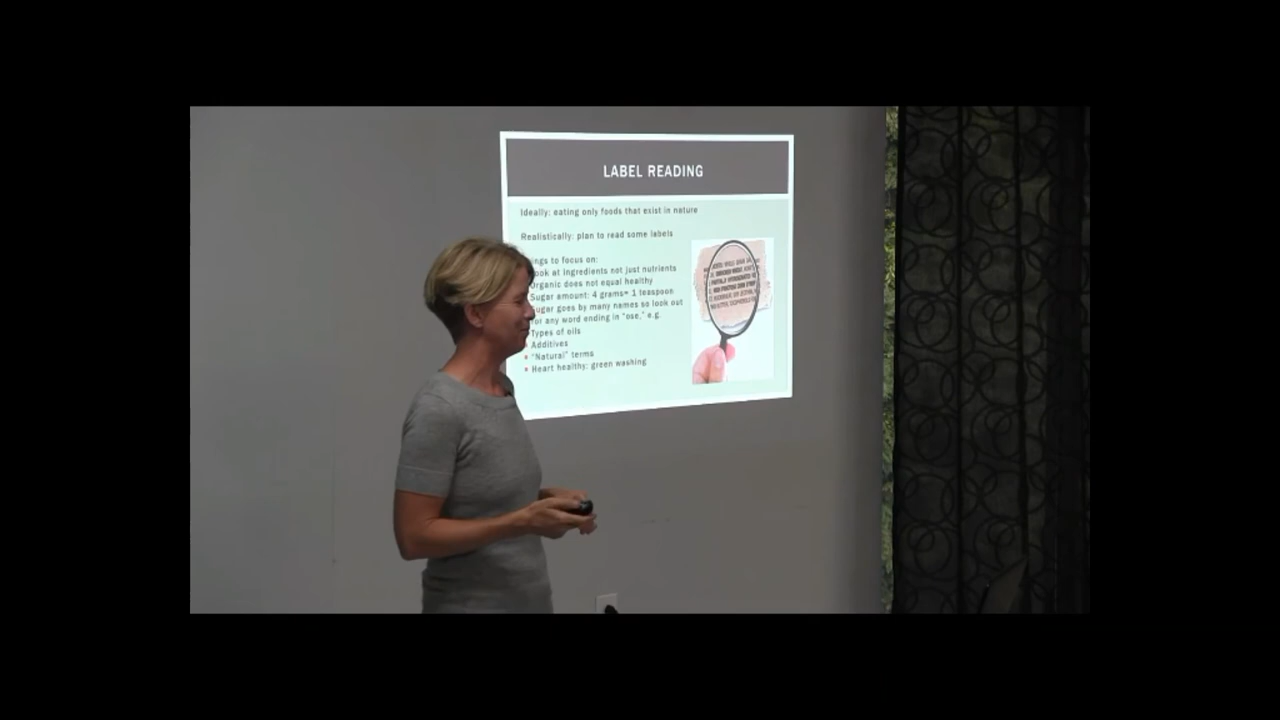 LABEL READING
Ideally: eating only foods that exist in nature
Realistically: plan to read some labels
ings to focus on:
ook at ingredients not just nutrients
Organic does not equal healthy
Sugar amount: 4 grams= 1 teaspoon
ugar goes by many names so look out
for any word ending in "ose," e.g.
Types of oils
Additives
"Natural" terms
Heart healthy: green washing